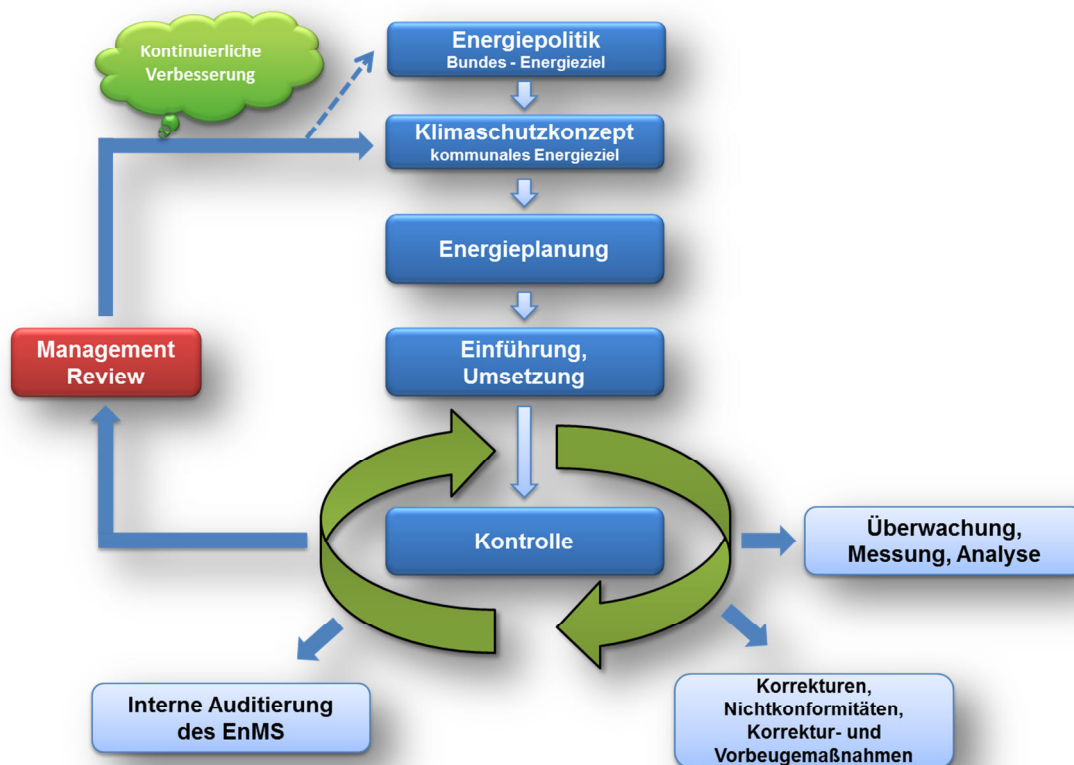 Kontinuierliche
Verbesserung
Energiepolitik
Bundes - Energieziel
Klimaschutzkonzept
kommunales Energieziel
Energieplanung
Einführung,
Umsetzung
Management
Review
Kontrolle
Überwachung,
Messung, Analyse
Interne Auditierung
des EnMS
Korrekturen,
Nichtkonformitäten,
Korrektur- und
Vorbeugemaßnahmen